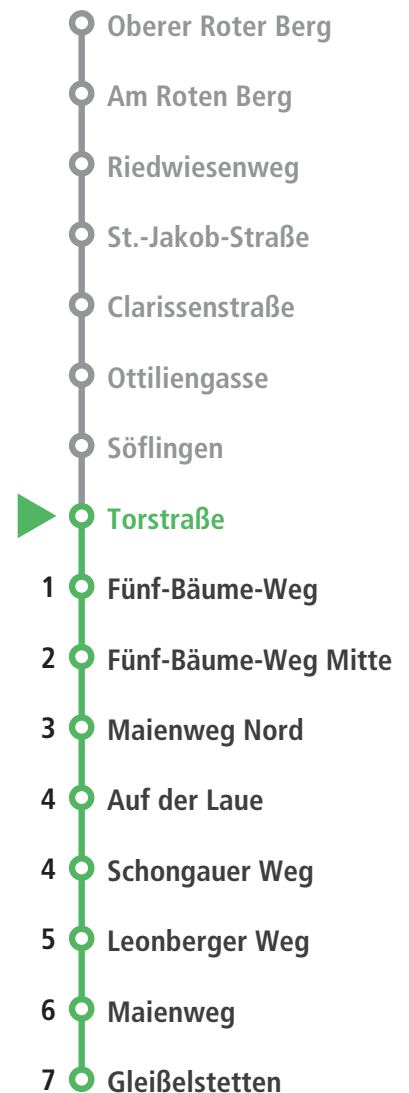 Oberer Roter Berg
Am Roten Berg
Riedwiesenweg
St.-Jakob-Straße
Clarissenstraße
Ottiliengasse
Söflingen
Torstraße
1 Fünf-Bäume-Weg
2 Fünf-Bäume-Weg Mitte
3 Maienweg Nord
4 Auf der Laue
4 Schongauer Weg
5 Leonberger Weg
6 Maienweg
7 Gleißelstetten